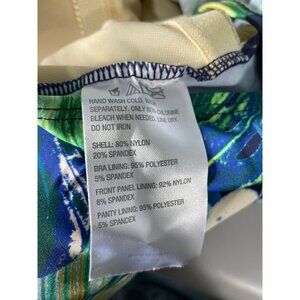 HAND WASH COLD. WASH
SEPARATELY. ONLY NON-CHLORINE
BLEACH WHEN NEEDED. LINE DRY.
DO NOT IRON
SHELL: 80% NYLON
20% SPANDEX
BRA LINING: 95% POLYESTER
5% SPANDEX
FRONT PANEL LINING: 92% NYLON
8% SPANDEX
PANTY LINING: 95% POLYESTER
5% SPANDEX